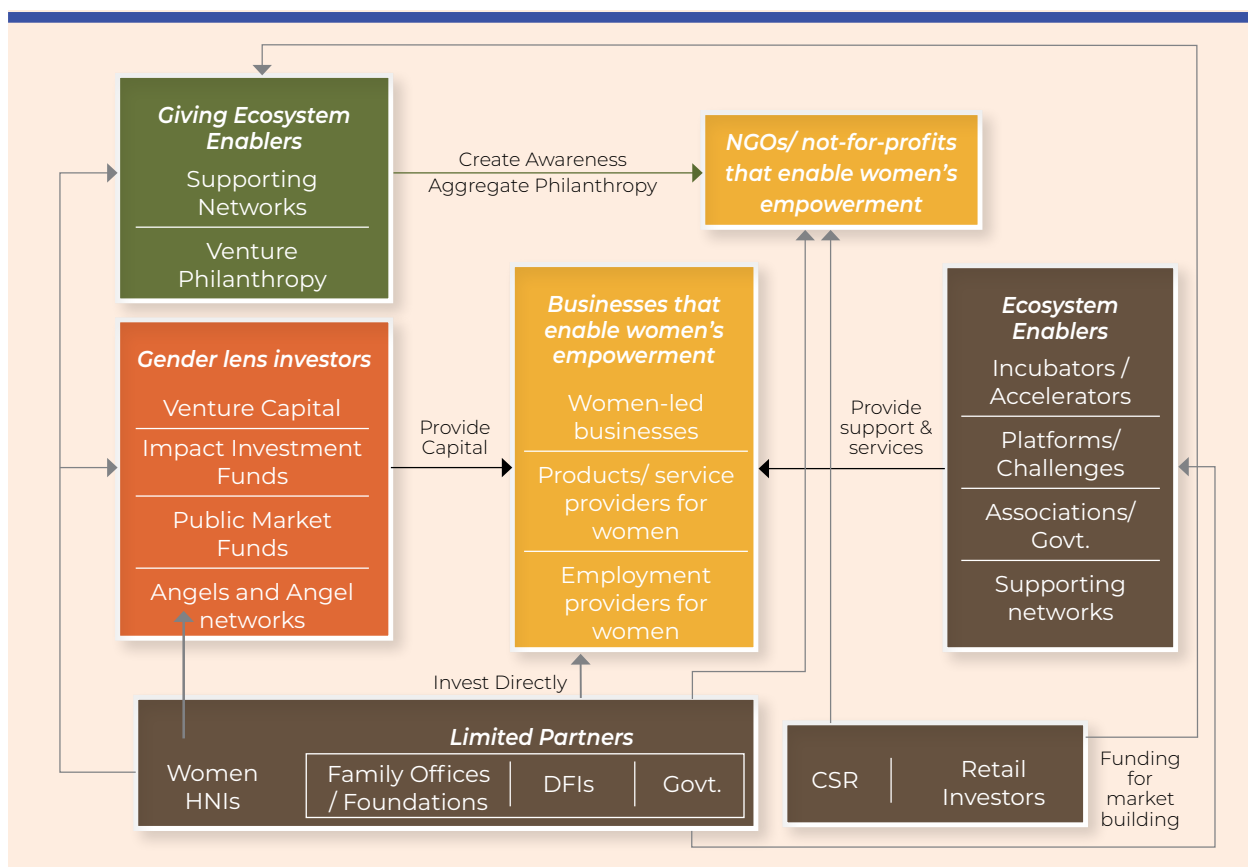 Giving Ecosystem
Enablers
Supporting
Networks
Venture
Philanthropy
Create Awareness
Aggregate Philanthropy
NGOs/ not-for-profits
that enable women’s
empowerment
Gender lens investors
Venture Capital
Impact Investment
Funds
Public Market
Funds
Angels and Angel
networks
Provide
Capital
Businesses that
enable women’s
empowerment
Women-led
businesses
Products/ service
providers for
women
Employment
providers for
women
Provide
support &
services
Ecosystem
Enablers
Incubators /
Accelerators
Platforms/
Challenges
Associations/
Govt.
Supporting
networks
Invest Directly
Limited Partners
Women
HNIs
Family Offices
/ Foundations
DFIs
Govt.
CSR
Retail
Investors
Funding
for
market
building